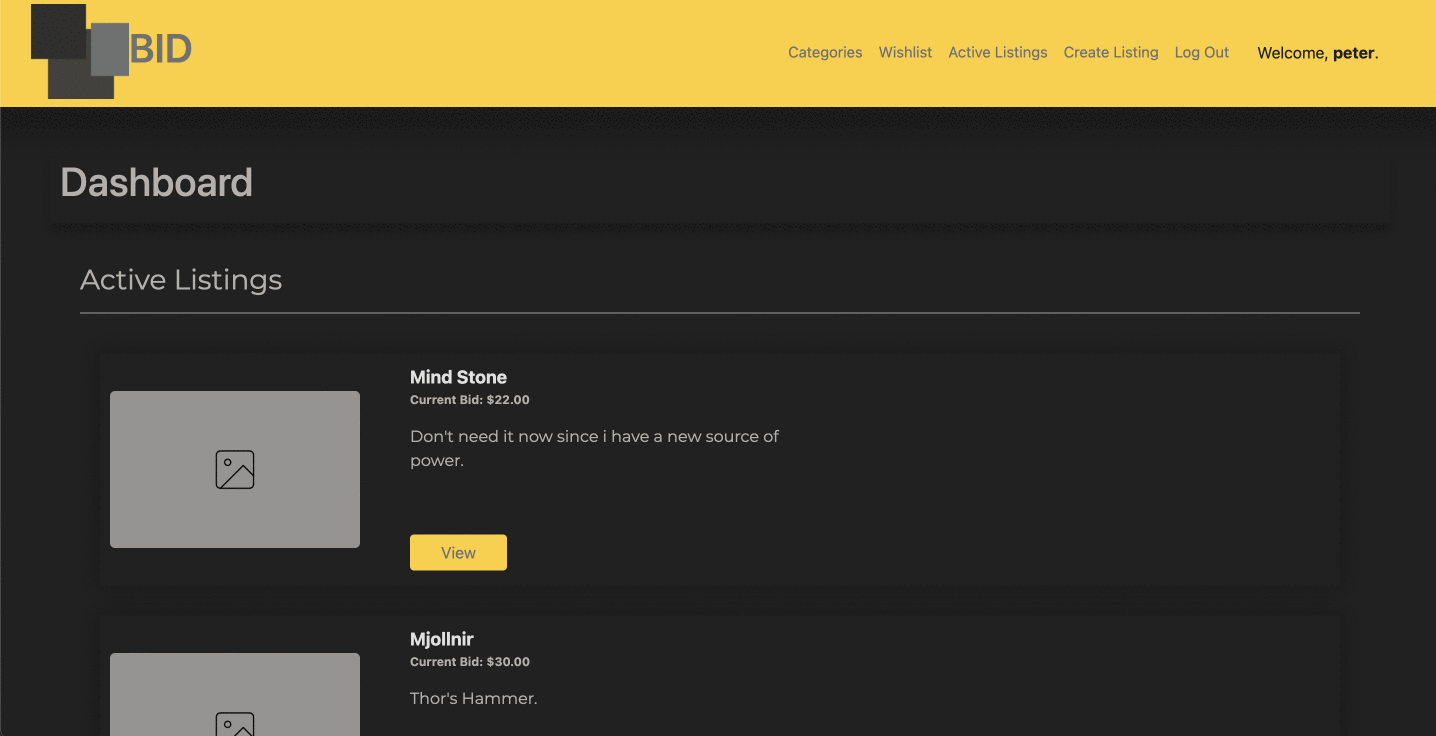 BID
Categories Wishlist Active Listings Create Listing Log Out Welcome, peter.
Dashboard
Active Listings
Mind Stone
Current Bid: $22.00
Don't need it now since i have a new source of
power.
View
Mjollnir
Current Bid: $30.00
Thor's Hammer.